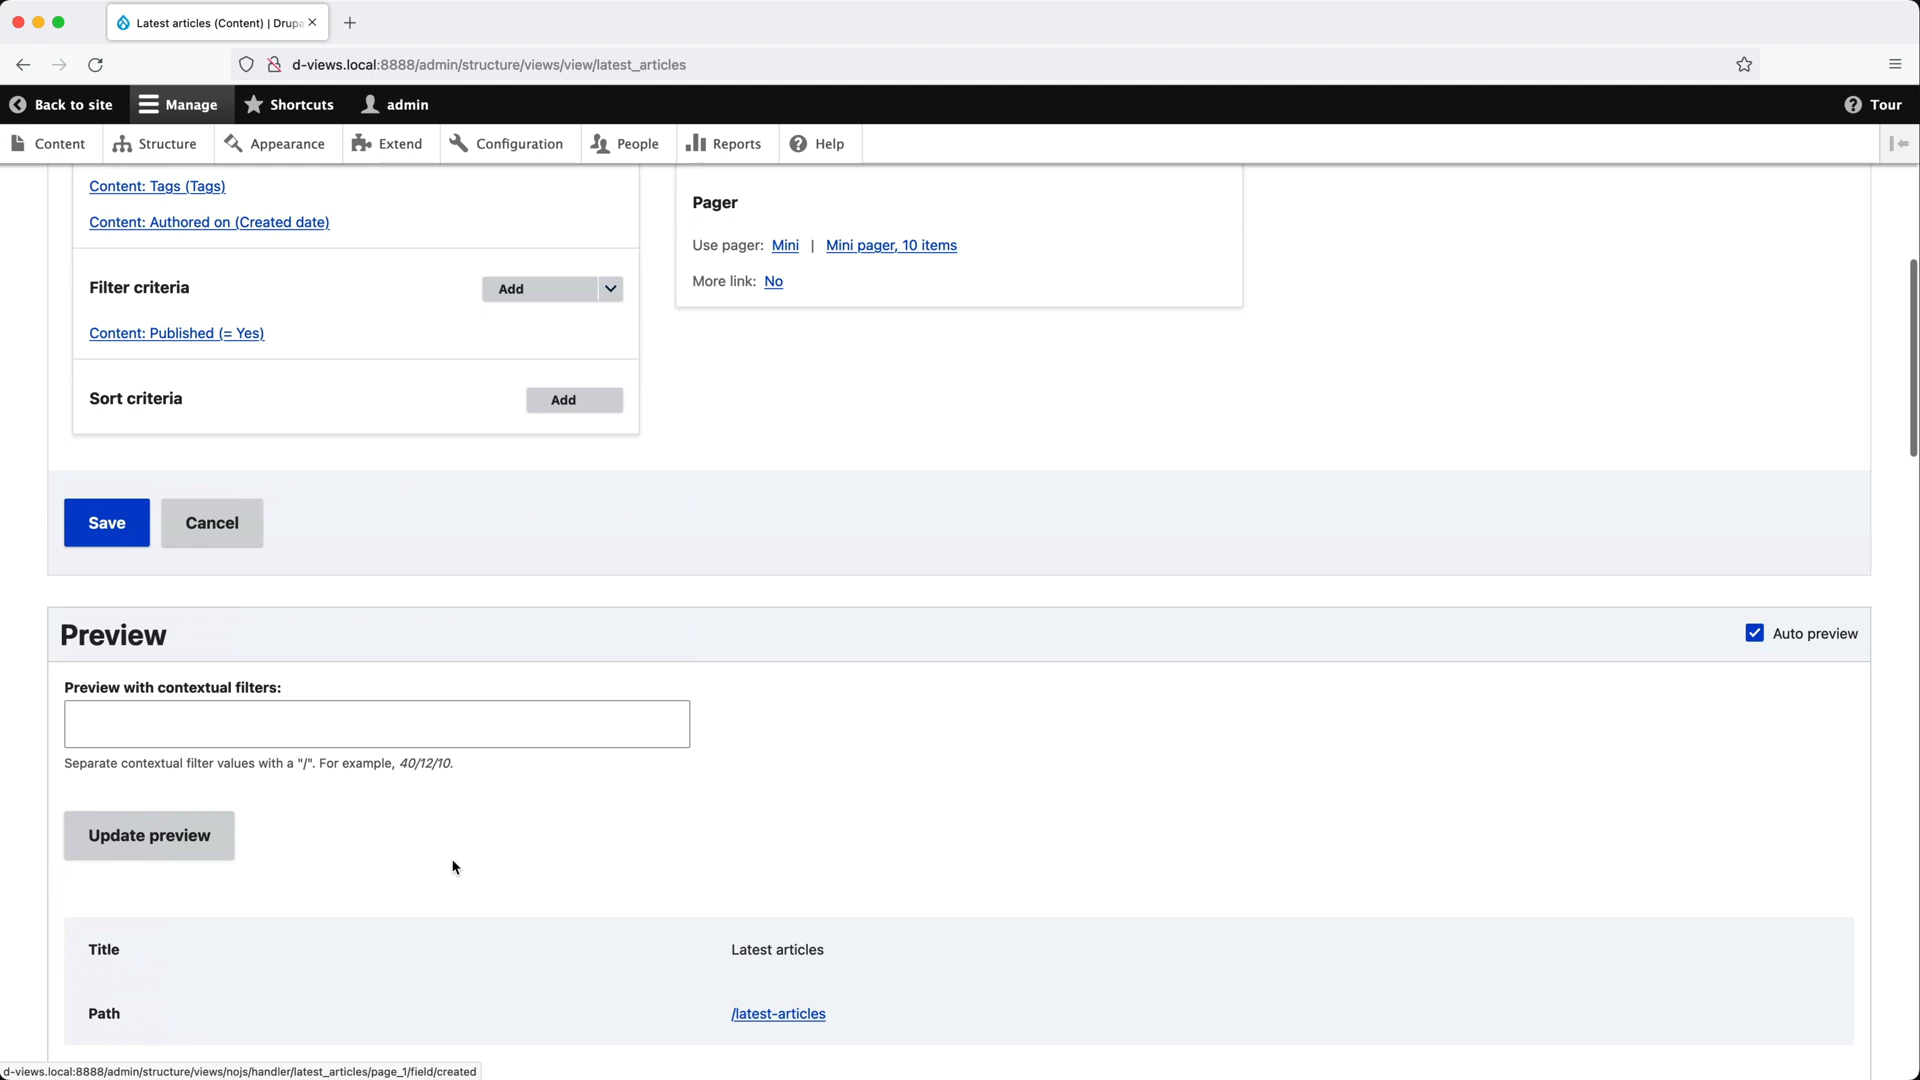 Latest articles (Content) | Drupa
d-views.local:8888/admin/structure/views/view/latest_articles
Back to site
Manage
Shortcuts
admin
Tour
Content
Structure
Appearance
Extend
Configuration
People
Reports
Help
Content: Tags (Tags)
Content: Authored on (Created date)
Filter criteria
Add
Content: Published (= Yes)
Sort criteria
Add
Pager
Use pager: Mini | Mini pager, 10 items
More link: No
Save
Cancel
Preview
Auto preview
Preview with contextual filters:
Separate contextual filter values with a "/". For example, 40/12/10.
Update preview
Title
Latest articles
Path
/latest-articles
d-views.local:8888/admin/structure/views/nojs/handler/latest_articles/page_1/field/created